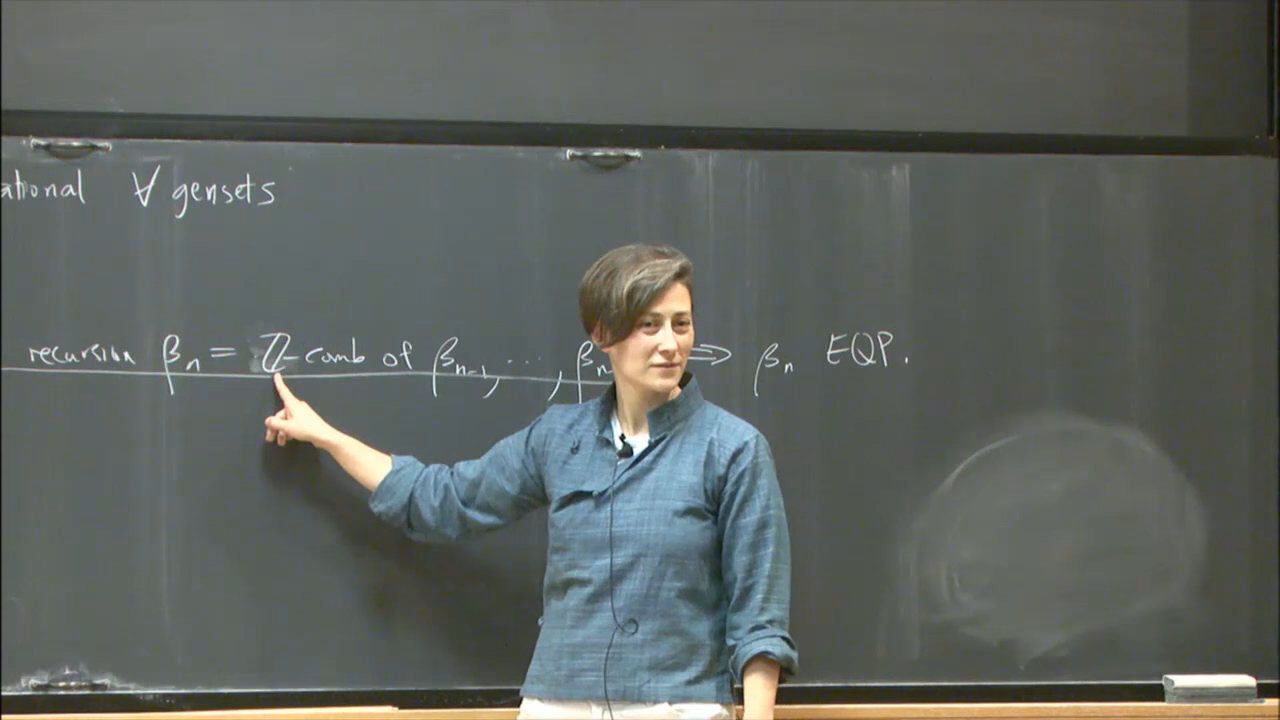 ational ∀ gensets
recursion βₙ = ℤ-comb of βₙ₋₁, ..., βₙ ⟹ βₙ EQP.